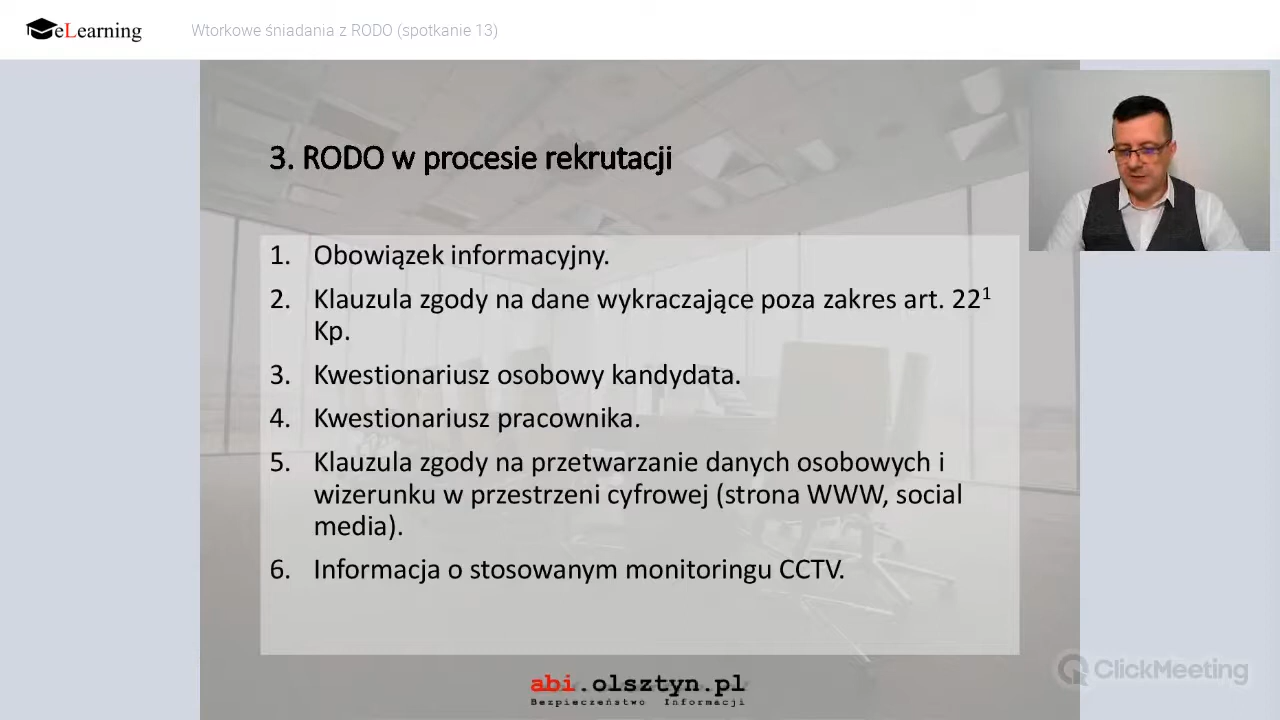 eLearning
Wtorkowe śniadania z RODO (spotkanie 13)
3. RODO w procesie rekrutacji
1. Obowiązek informacyjny.
2. Klauzula zgody na dane wykraczające poza zakres art. 22¹
Kp.
3. Kwestionariusz osobowy kandydata.
4. Kwestionariusz pracownika.
5. Klauzula zgody na przetwarzanie danych osobowych i
wizerunku w przestrzeni cyfrowej (strona WWW, social
media).
6. Informacja o stosowanym monitoringu CCTV.
abi.olsztyn.pl
Bezpieczeństwo Informacji
ClickMeeting